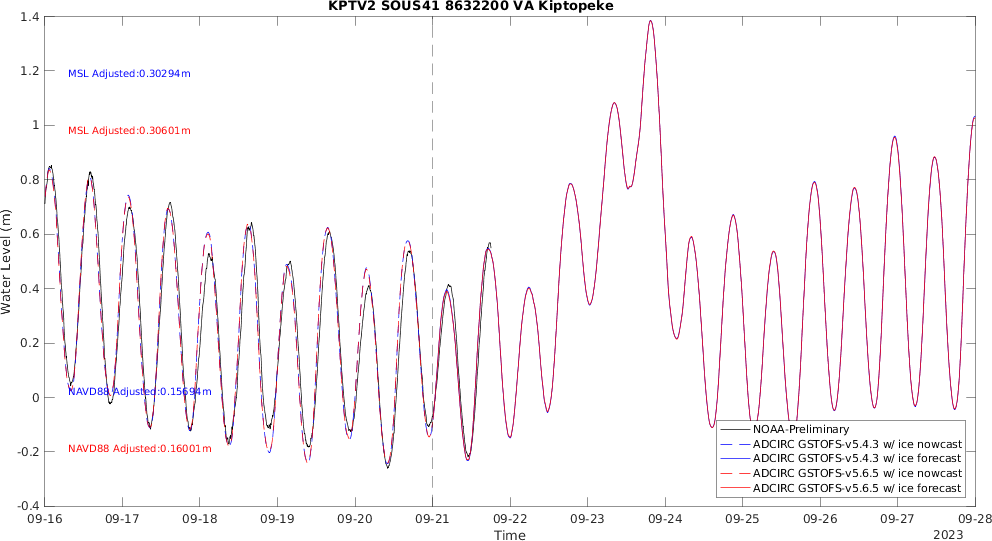 KPTV2 SOUS41 8632200 VA Kiptopeke
1.4
1.2
1
0.8
0.6
0.4
0.2
0
-0.2
-0.4
Water Level (m)
MSL Adjusted:0.30294m
MSL Adjusted:0.30601m
NAVD88 Adjusted:0.15694m
NAVD88 Adjusted:0.16001m
NOAA-Preliminary
ADCIRC GSTOFS-v5.4.3 w/ ice nowcast
ADCIRC GSTOFS-v5.4.3 w/ ice forecast
ADCIRC GSTOFS-v5.6.5 w/ ice nowcast
ADCIRC GSTOFS-v5.6.5 w/ ice forecast
09-16 09-17 09-18 09-19 09-20 09-21 09-22 09-23 09-24 09-25 09-26 09-27 09-28
Time
2023